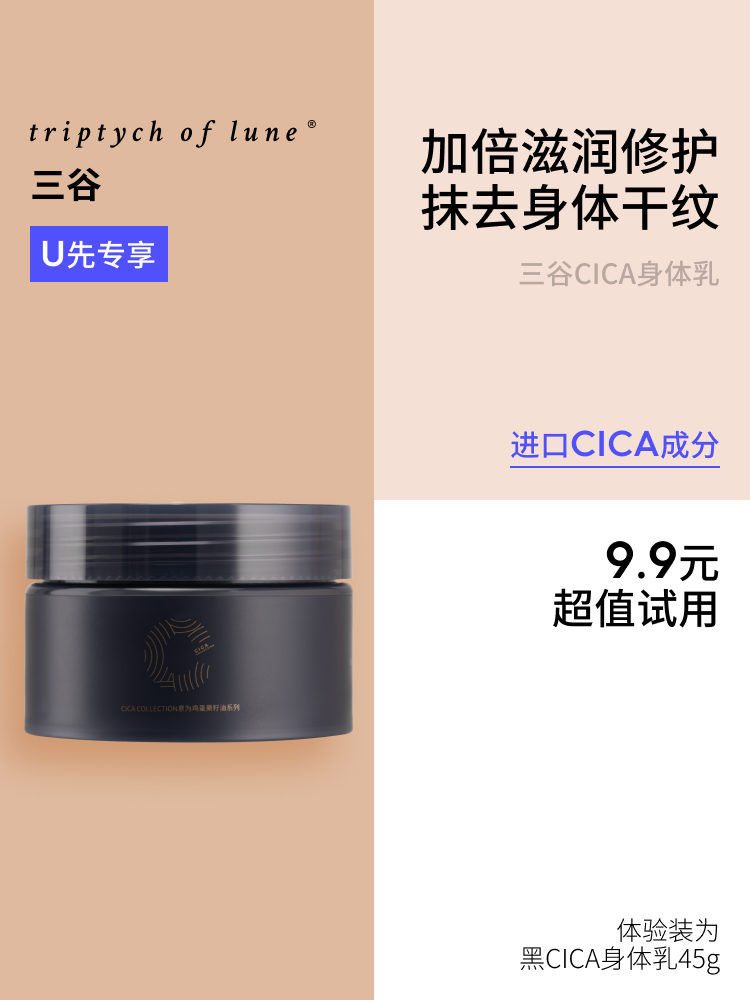 triptych of lune®
三谷
U先专享
加倍滋润修护
抹去身体干纹
三谷CICA身体乳
进口CICA成分
9.9元
超值试用
CICA
CICA COLLECTION
体验装为
黑CICA身体乳45g